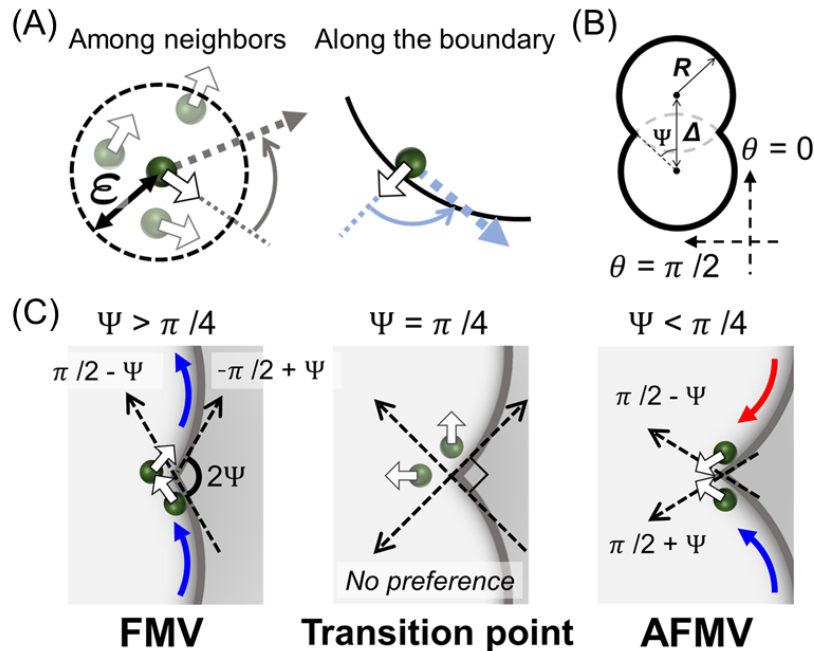 (A)
Among neighbors
Along the boundary
ε
(B)
R
Ψ
Δ
θ = 0
θ = π /2
(C)
Ψ > π /4
π /2 - Ψ
-π /2 + Ψ
2Ψ
FMV
Ψ = π /4
No preference
Transition point
Ψ < π /4
π /2 - Ψ
π /2 + Ψ
AFMV